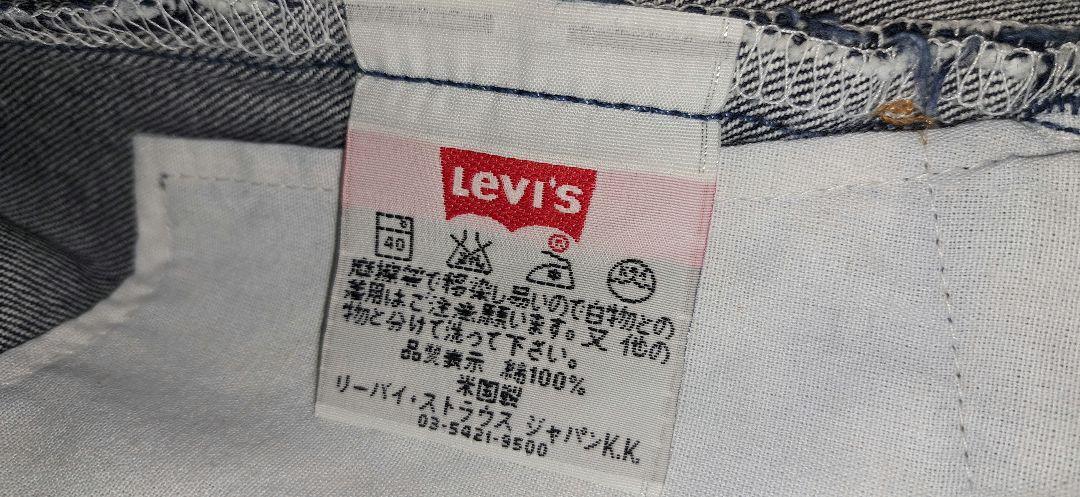 LEVI'S
®
40
摩擦等で移染し易いので白物との
着用はご注意願います。又 他の
物と分けて洗って下さい。
品質表示 綿100%
米国製
リーバイ・ストラウス ジャパンK.K.
03-5421-9500